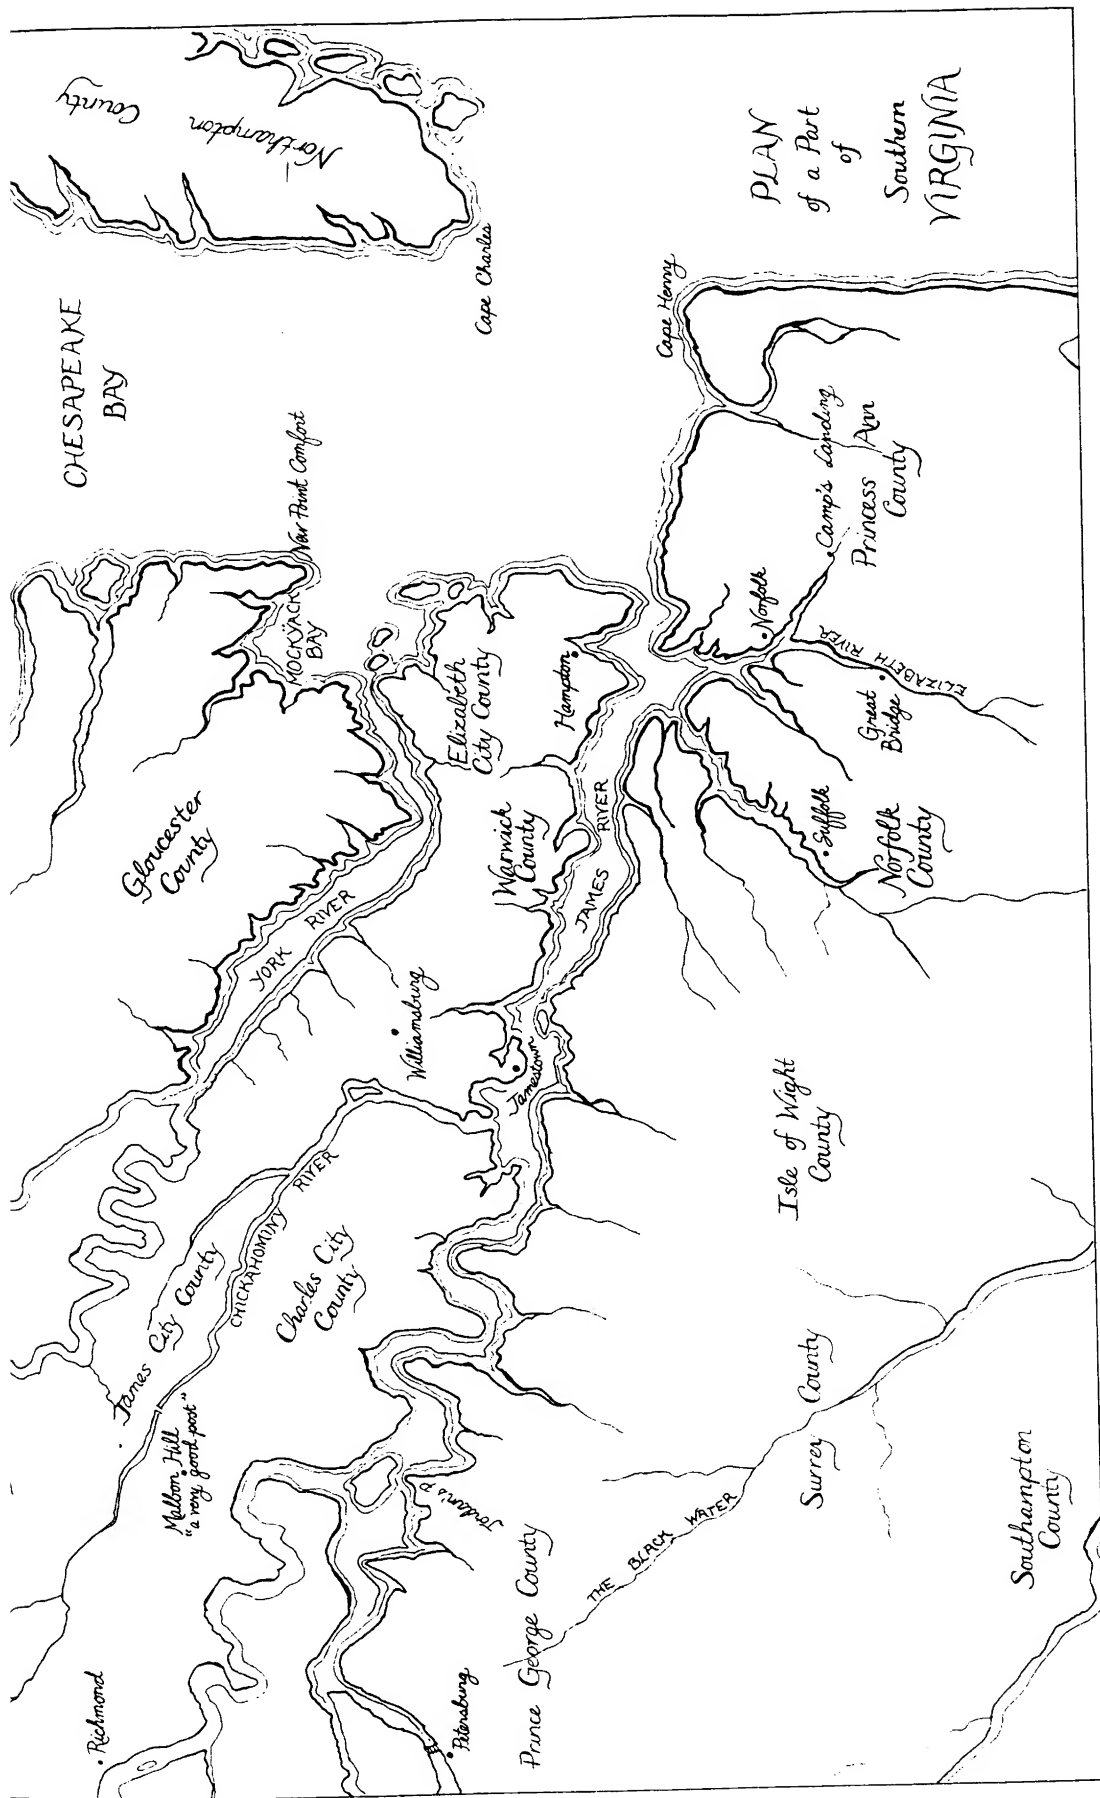 PLAN
of a Part
of
Southern
VIRGINIA
CHESAPEAKE
BAY
Northampton
County
Cape Charles
Cape Henry
New Point Comfort
MOCKYACK
BAY
Gloucester
County
YORK RIVER
Elizabeth
City County
Hampton
Warwick
County
JAMES RIVER
Norfolk
Camp's Landing
Princess Ann
County
ELIZABETH RIVER
Great
Bridge
Suffolk
Norfolk
County
Williamsburg
Jamestown
Isle of Wight
County
James City County
CHICKAHOMINY RIVER
Charles City
County
Malbon Hill
"a very good post"
Jordan's P
Surrey County
THE BLACK WATER
Southampton
County
Prince George County
Richmond
Petersburg